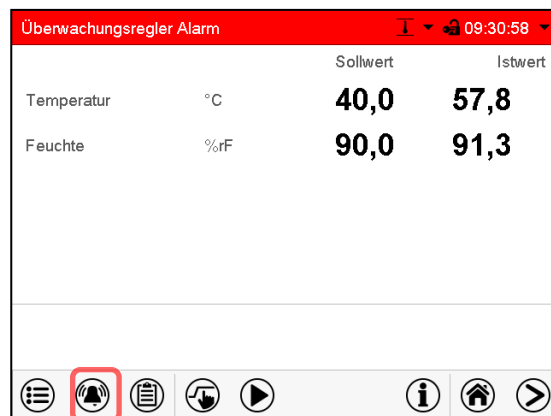 Überwachungsregler Alarm 09:30:58
Sollwert Istwert
Temperatur °C 40,0 57,8
Feuchte %rF 90,0 91,3